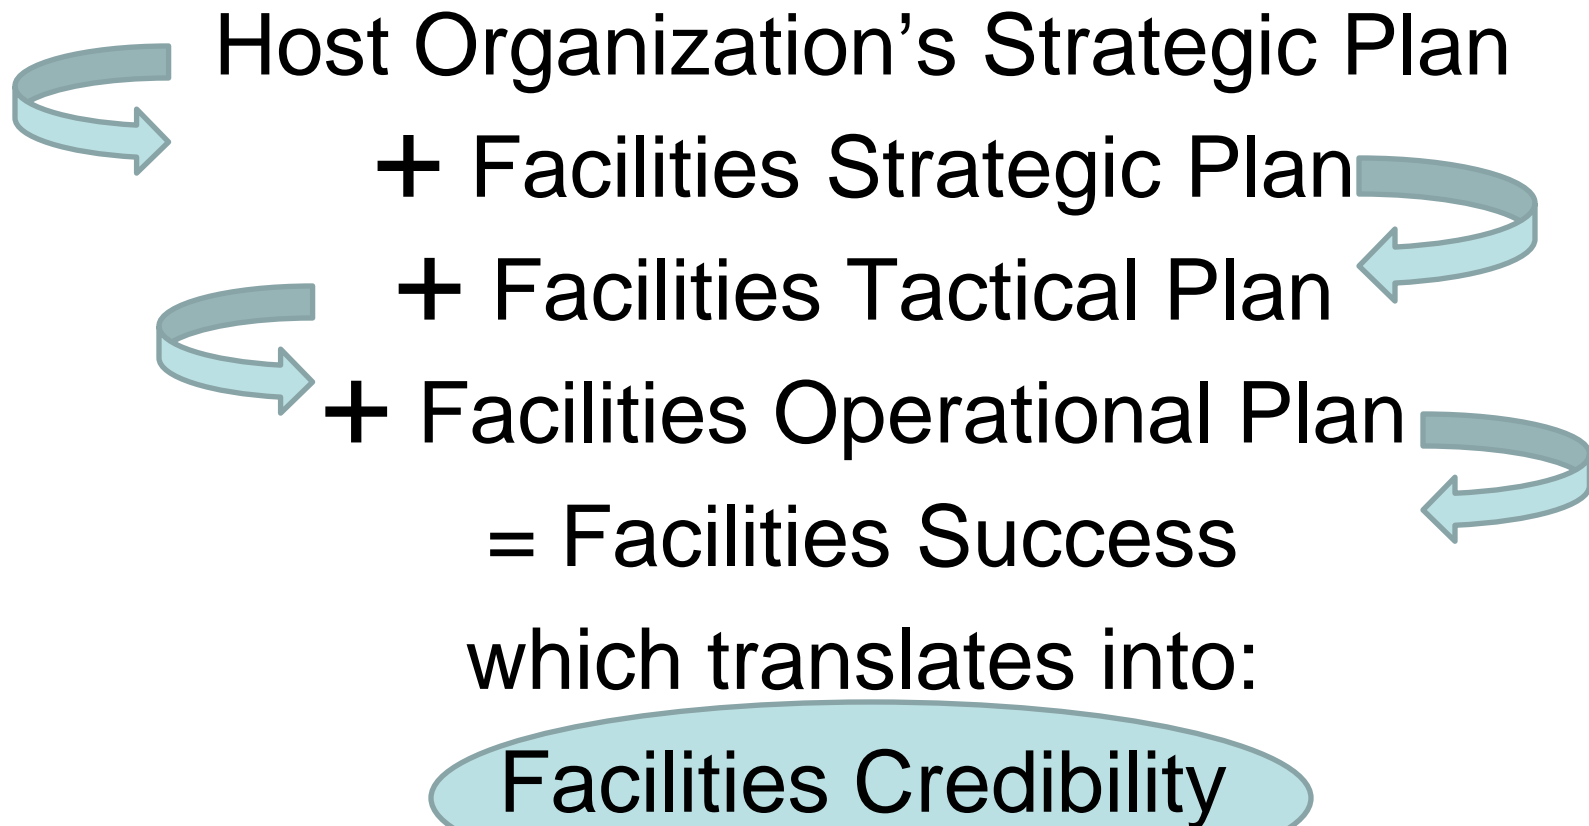 Host Organization’s Strategic Plan
+ Facilities Strategic Plan
+ Facilities Tactical Plan
+ Facilities Operational Plan
= Facilities Success
which translates into:
Facilities Credibility